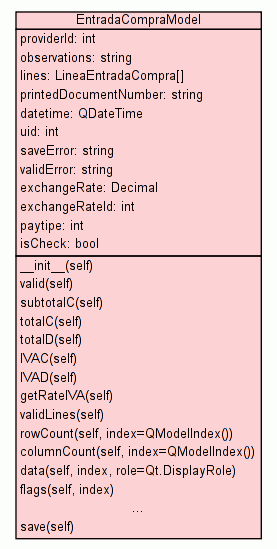 EntradaCompraModel
providerId: int
observations: string
lines: LineaEntradaCompra[]
printedDocumentNumber: string
datetime: QDateTime
uid: int
saveError: string
validError: string
exchangeRate: Decimal
exchangeRateId: int
paytipe: int
isCheck: bool
__init__(self)
valid(self)
subtotalC(self)
totalC(self)
totalD(self)
IVAC(self)
IVAD(self)
getRateIVA(self)
validLines(self)
rowCount(self, index=QModelIndex())
columnCount(self, index=QModelIndex())
data(self, index, role=Qt.DisplayRole)
flags(self, index)
...
save(self)